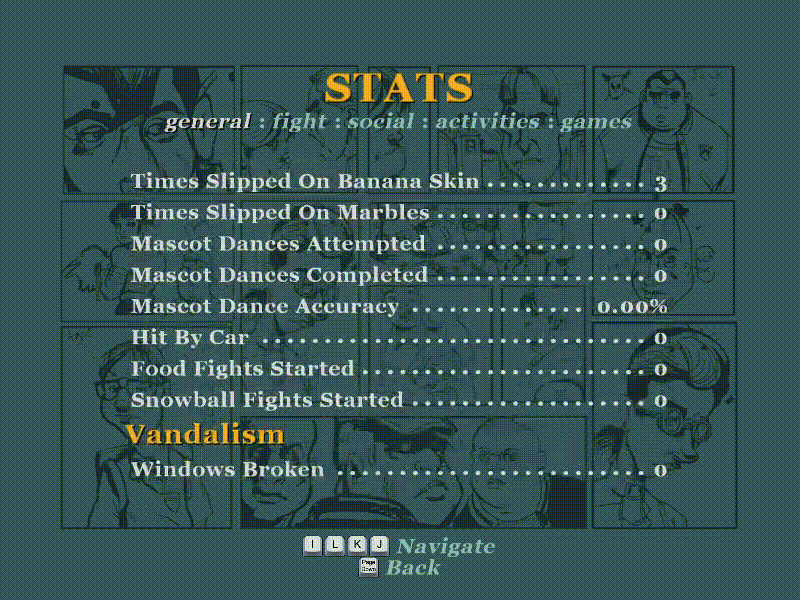 STATS
general : fight : social : activities : games
Times Slipped On Banana Skin ............. 3
Times Slipped On Marbles ................. 0
Mascot Dances Attempted ................. 0
Mascot Dances Completed ................. 0
Mascot Dance Accuracy .............. 0.00%
Hit By Car ............................... 0
Food Fights Started ....................... 0
Snowball Fights Started ................... 0
Vandalism
Windows Broken ......................... 0
I L K J Navigate
Page Down Back